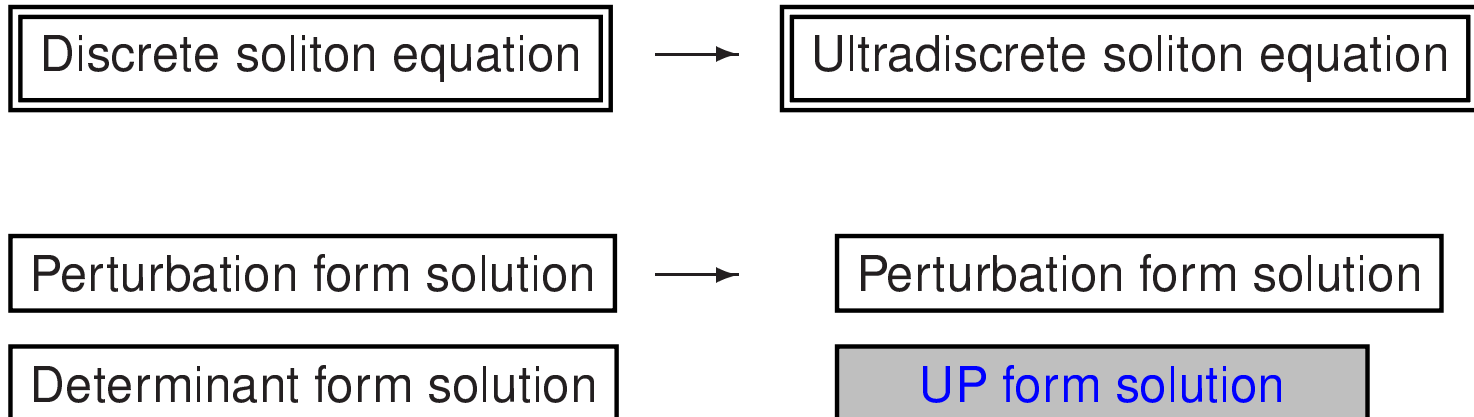 Discrete soliton equation → Ultradiscrete soliton equation
Perturbation form solution → Perturbation form solution
Determinant form solution UP form solution